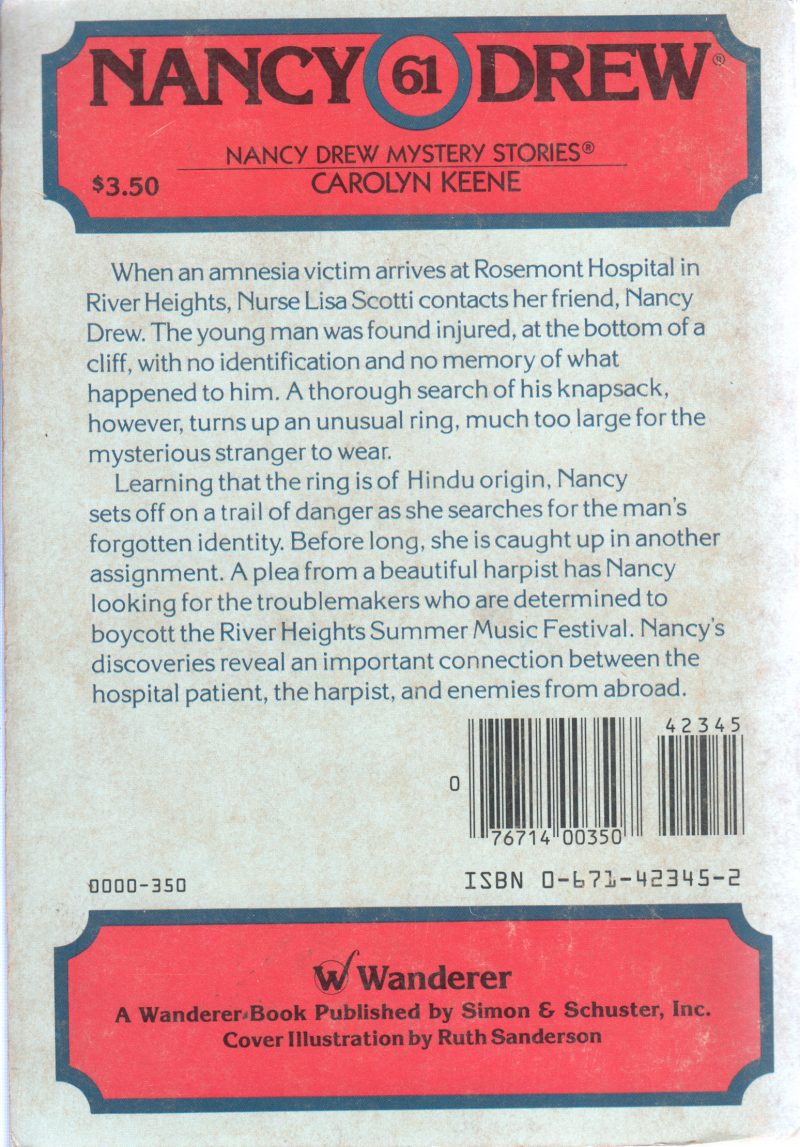 NANCY 61 DREW®
NANCY DREW MYSTERY STORIES®
$3.50 CAROLYN KEENE
When an amnesia victim arrives at Rosemont Hospital in
River Heights, Nurse Lisa Scotti contacts her friend, Nancy
Drew. The young man was found injured, at the bottom of a
cliff, with no identification and no memory of what
happened to him. A thorough search of his knapsack,
however, turns up an unusual ring, much too large for the
mysterious stranger to wear.
Learning that the ring is of Hindu origin, Nancy
sets off on a trail of danger as she searches for the man's
forgotten identity. Before long, she is caught up in another
assignment. A plea from a beautiful harpist has Nancy
looking for the troublemakers who are determined to
boycott the River Heights Summer Music Festival. Nancy's
discoveries reveal an important connection between the
hospital patient, the harpist, and enemies from abroad.
42345
0
76714 00350
0000-350 ISBN 0-671-42345-2
W Wanderer
A Wanderer Book Published by Simon & Schuster, Inc.
Cover Illustration by Ruth Sanderson